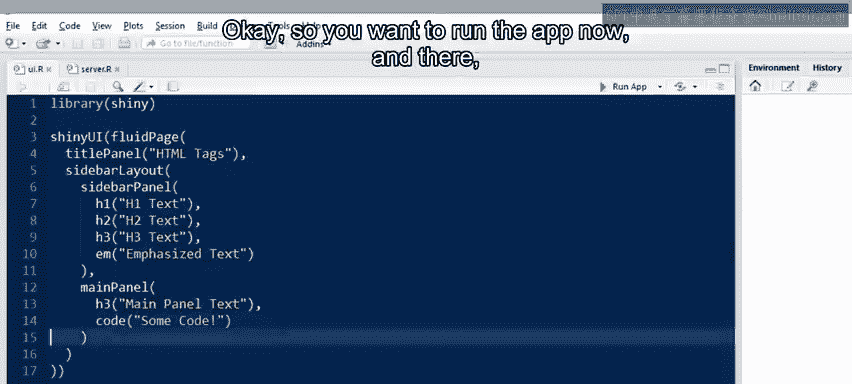 File Edit Code View Plots Session Build
Okay, so you want to run the app now,
and there,
Go to file/function
Addins
ui.R
server.R
Run App
Environment History
1 library(shiny)
2
3 shinyUI(fluidPage(
4 titlePanel("HTML Tags"),
5 sidebarLayout(
6 sidebarPanel(
7 h1("H1 Text"),
8 h2("H2 Text"),
9 h3("H3 Text"),
10 em("Emphasized Text")
11 ),
12 mainPanel(
13 h3("Main Panel Text"),
14 code("Some Code!")
15 )
16 )
17 ))